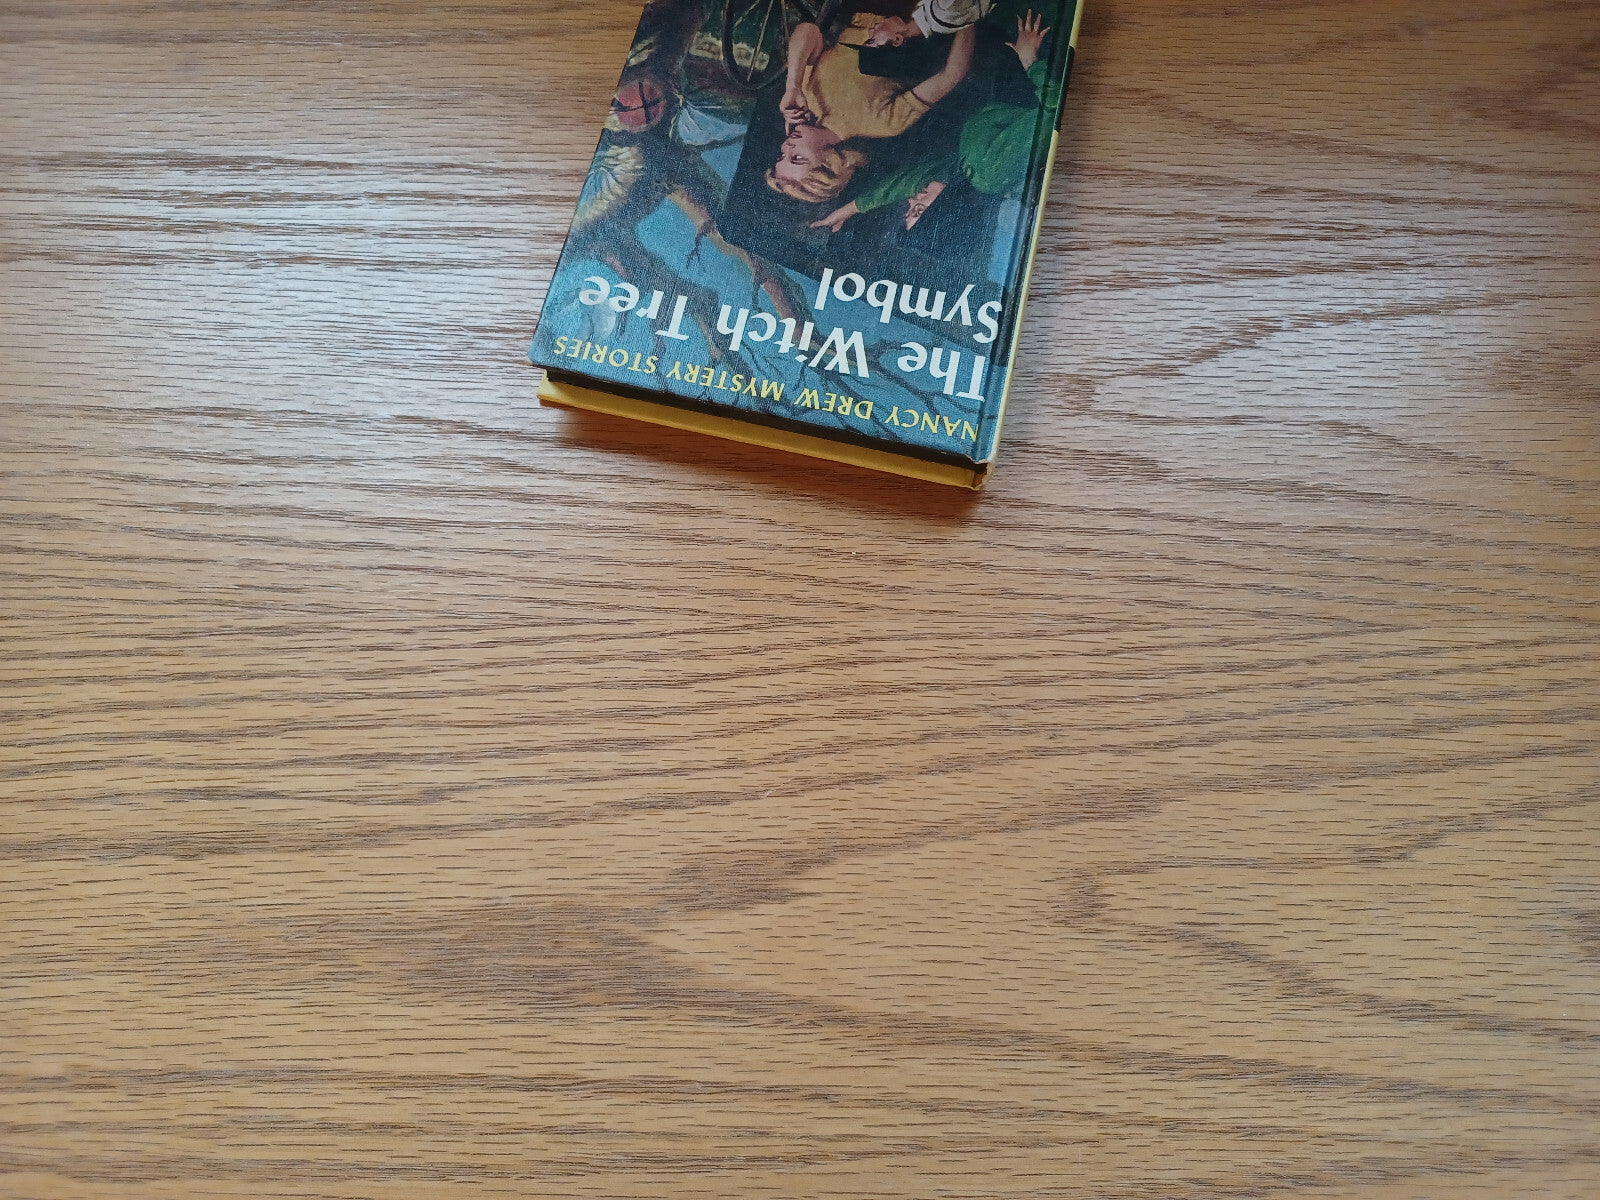 NANCY DREW MYSTERY STORIES
The Witch Tree
Symbol